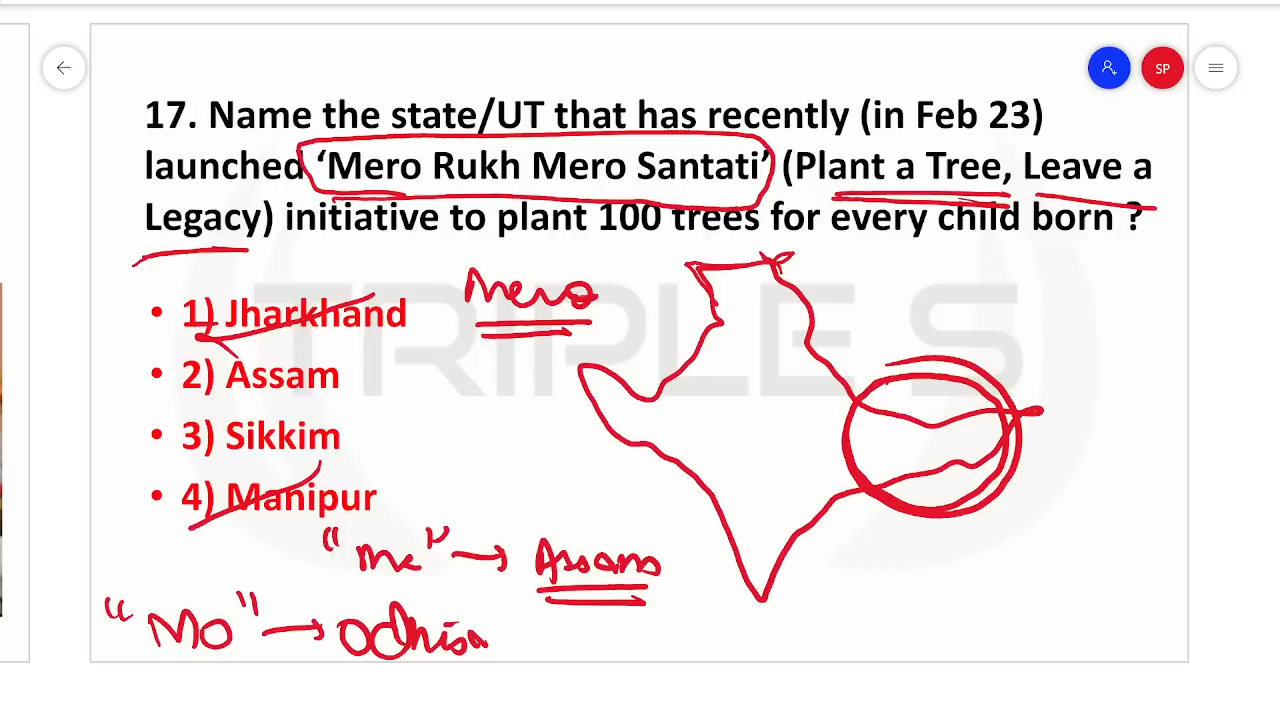 SP
17. Name the state/UT that has recently (in Feb 23)
launched ‘Mero Rukh Mero Santati’ (Plant a Tree, Leave a
Legacy) initiative to plant 100 trees for every child born ?
TRIPLE S
• 1) Jharkhand
Mero
• 2) Assam
• 3) Sikkim
• 4) Manipur
"Me" → Assam
"Mo" → Odhisa